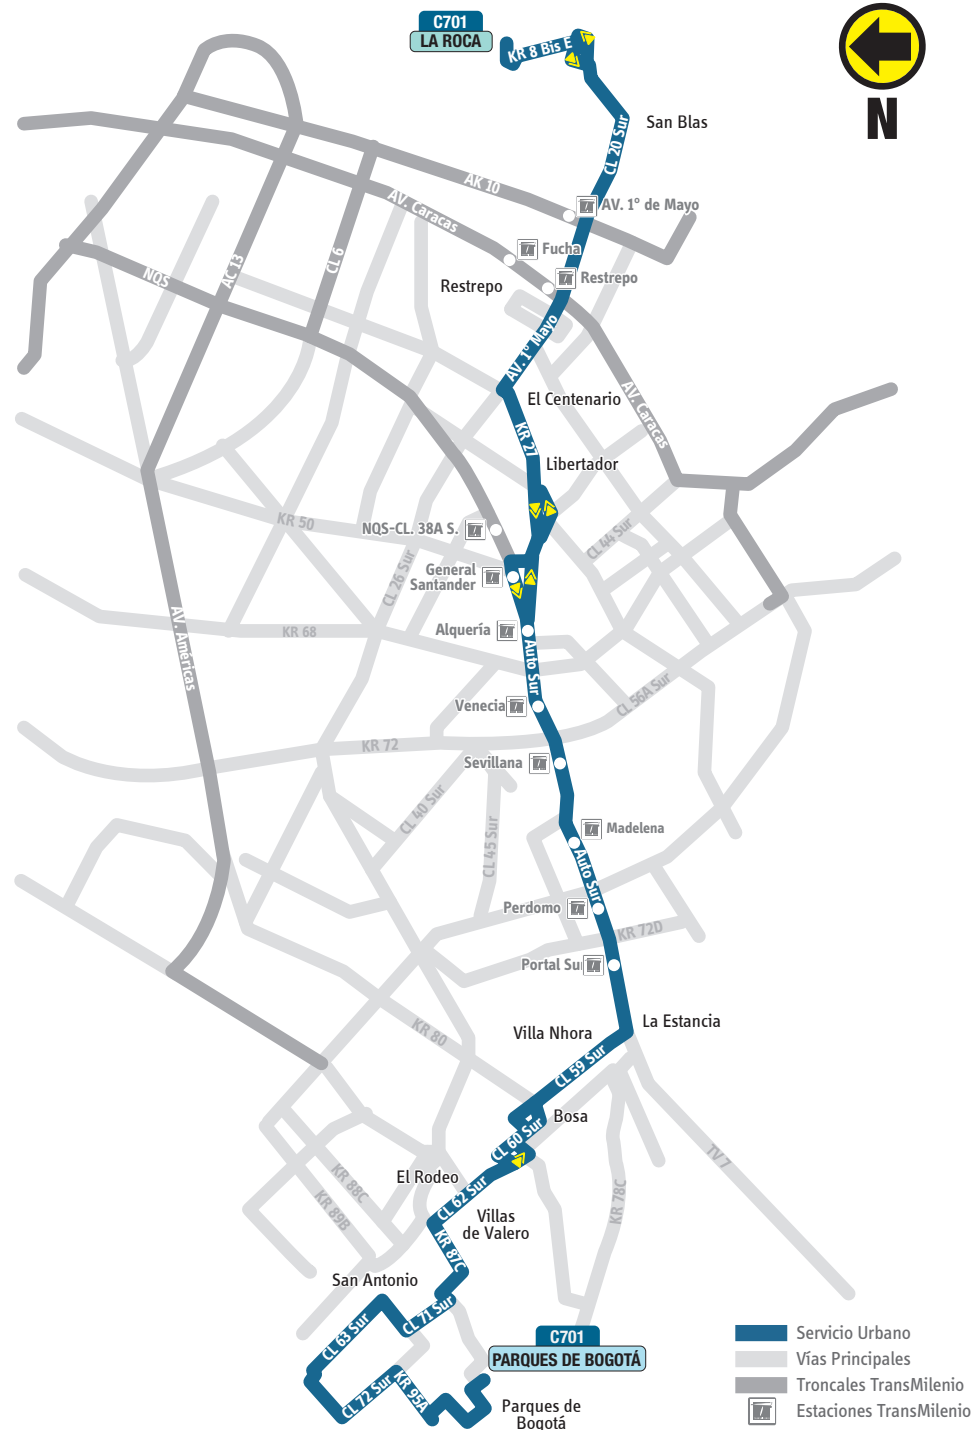 C701
LA ROCA
KR 8 Bis E
N
San Blas
CL 20 Sur
AK 10
AV. 1° de Mayo
AV. Caracas
Fucha
CL 6
AC 13
NQS
Restrepo
Restrepo
AV. 1° Mayo
El Centenario
AV. Caracas
KR 27
Libertador
KR 50
NQS-CL. 38A S.
CL 44 Sur
CL 26 Sur
General
Santander
KR 68
Alquería
AV. Américas
Auto Sur
CL 56A Sur
Venecia
KR 72
Sevillana
CL 40 Sur
CL 45 Sur
Madelena
Auto Sur
Perdomo
KR 72D
Portal Su
La Estancia
Villa Nhora
KR 80
CL 59 Sur
Bosa
CL 60 Sur
TV 7
El Rodeo
KR 88C
CL 62 Sur
KR 78C
KR 89B
Villas
de Valero
KR 87C
San Antonio
CL 71 Sur
CL 63 Sur
C701
PARQUES DE BOGOTÁ
CL 72 Sur
KR 95A
Parques de
Bogotá
Servicio Urbano
Vías Principales
Troncales TransMilenio
Estaciones TransMilenio